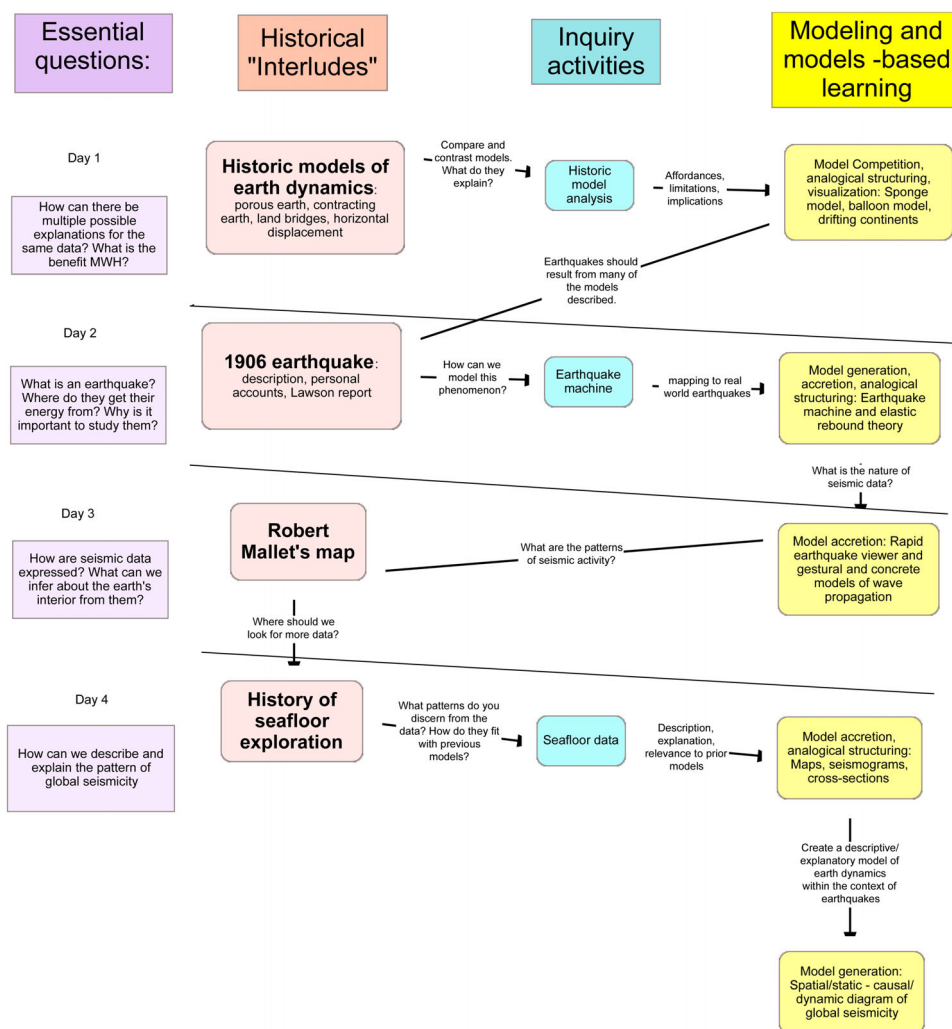 Essential
questions:
Historical
"Interludes"
Inquiry
activities
Modeling and
models -based
learning
Day 1
How can there be
multiple possible
explanations for the
same data? What is the
benefit MWH?
Historic models of
earth dynamics:
porous earth, contracting
earth, land bridges, horizontal
displacement
Compare and
contrast models.
What do they
explain?
Historic
model
analysis
Affordances,
limitations,
implications
Model Competition,
analogical structuring,
visualization: Sponge
model, balloon model,
drifting continents
Earthquakes should
result from many of
the models
described.
Day 2
What is an earthquake?
Where do they get their
energy from? Why is it
important to study them?
1906 earthquake:
description, personal
accounts, Lawson report
How can we
model this
phenomenon?
Earthquake
machine
mapping to real
world earthquakes
Model generation,
accretion, analogical
structuring: Earthquake
machine and elastic
rebound theory
What is the nature of
seismic data?
Day 3
How are seismic data
expressed? What can we
infer about the earth's
interior from them?
Robert
Mallet's map
What are the patterns
of seismic activity?
Model accretion: Rapid
earthquake viewer and
gestural and concrete
models of wave
propagation
Where should we
look for more data?
Day 4
How can we describe and
explain the pattern of
global seismicity
History of
seafloor
exploration
What patterns do you
discern from the
data? How do they fit
with previous
models?
Seafloor data
Description,
explanation,
relevance to prior
models
Model accretion,
analogical structuring:
Maps, seismograms,
cross-sections
Create a descriptive/
explanatory model of
earth dynamics
within the context of
earthquakes
Model generation:
Spatial/static - causal/
dynamic diagram of
global seismicity